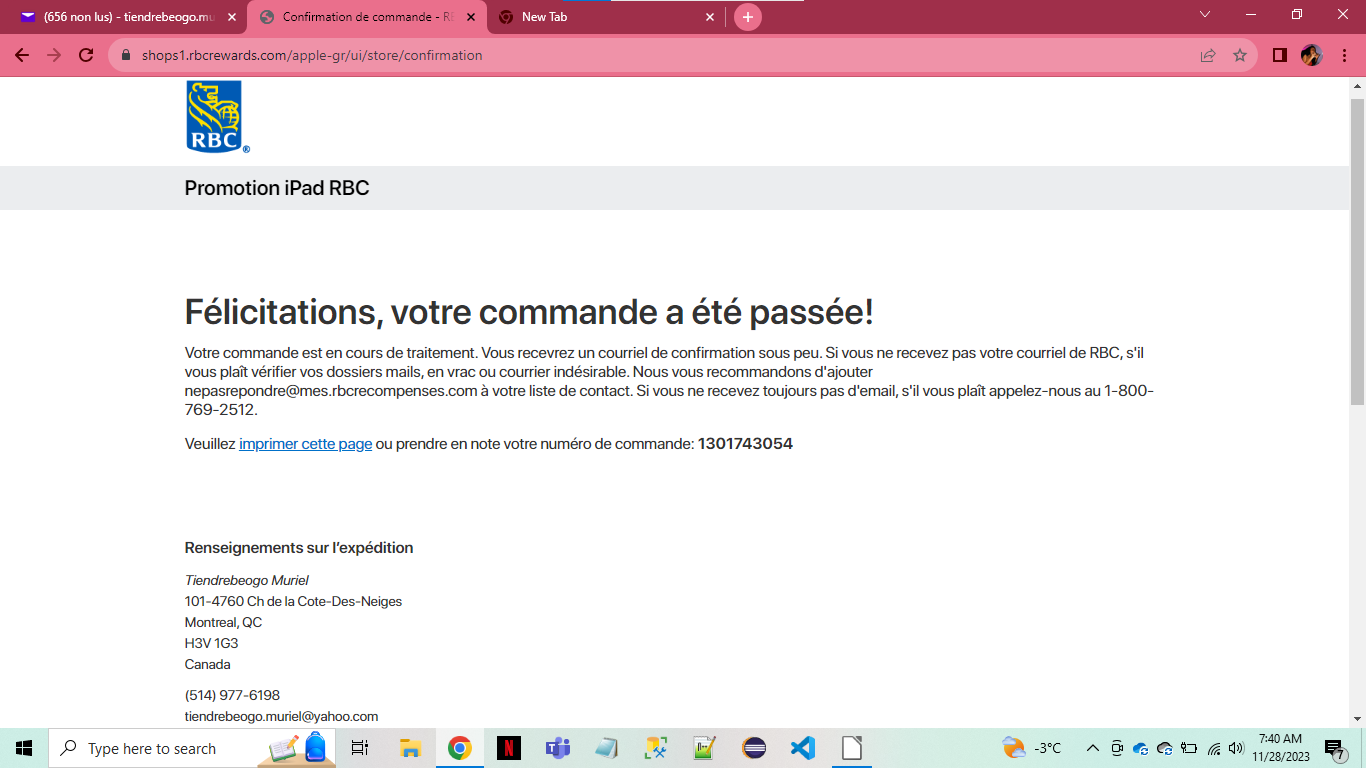 (656 non lus) - tiendrebeogo.mu
Confirmation de commande - RB
New Tab
shops1.rbcrewards.com/apple-gr/ui/store/confirmation
RBC
®
Promotion iPad RBC
Félicitations, votre commande a été passée!
Votre commande est en cours de traitement. Vous recevrez un courriel de confirmation sous peu. Si vous ne recevez pas votre courriel de RBC, s'il
vous plaît vérifier vos dossiers mails, en vrac ou courrier indésirable. Nous vous recommandons d'ajouter
nepasrepondre@mes.rbcrecompenses.com à votre liste de contact. Si vous ne recevez toujours pas d'email, s'il vous plaît appelez-nous au 1-800-
769-2512.
Veuillez imprimer cette page ou prendre en note votre numéro de commande: 1301743054
Renseignements sur l’expédition
Tiendrebeogo Muriel
101-4760 Ch de la Cote-Des-Neiges
Montreal, QC
H3V 1G3
Canada
(514) 977-6198
tiendrebeogo.muriel@yahoo.com
Type here to search
N
-3°C
7:40 AM
11/28/2023
7